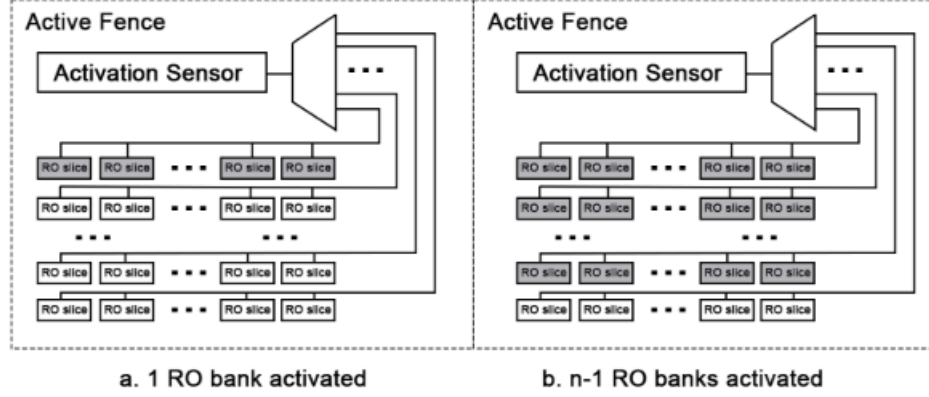 Active Fence
Activation Sensor
RO slice RO slice RO slice RO slice
RO slice RO slice RO slice RO slice
RO slice RO slice RO slice RO slice
RO slice RO slice RO slice RO slice
a. 1 RO bank activated
Active Fence
Activation Sensor
RO slice RO slice RO slice RO slice
RO slice RO slice RO slice RO slice
RO slice RO slice RO slice RO slice
RO slice RO slice RO slice RO slice
b. n-1 RO banks activated